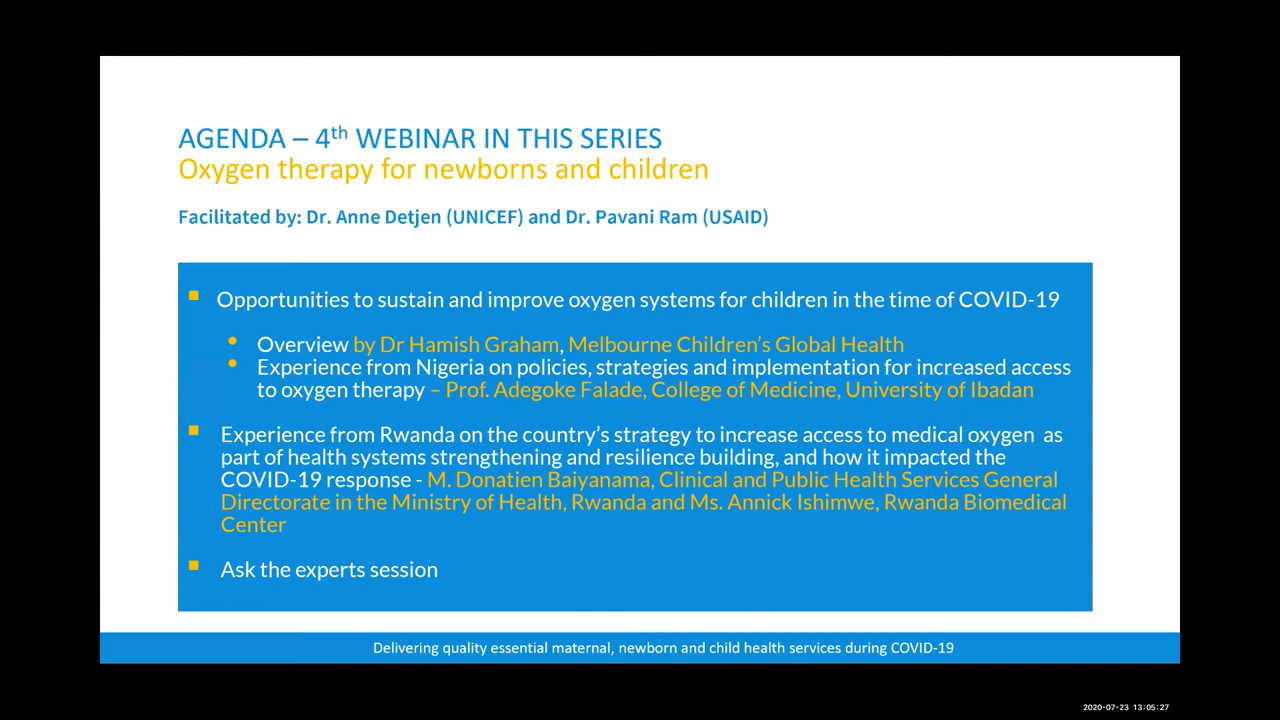 AGENDA – 4th WEBINAR IN THIS SERIES
Oxygen therapy for newborns and children
Facilitated by: Dr. Anne Detjen (UNICEF) and Dr. Pavani Ram (USAID)
Opportunities to sustain and improve oxygen systems for children in the time of COVID-19
Overview by Dr Hamish Graham, Melbourne Children's Global Health
Experience from Nigeria on policies, strategies and implementation for increased access
to oxygen therapy – Prof. Adegoke Falade, College of Medicine, University of Ibadan
Experience from Rwanda on the country's strategy to increase access to medical oxygen as
part of health systems strengthening and resilience building, and how it impacted the
COVID-19 response - M. Donatien Baiyanama, Clinical and Public Health Services General
Directorate in the Ministry of Health, Rwanda and Ms. Annick Ishimwe, Rwanda Biomedical
Center
Ask the experts session
Delivering quality essential maternal, newborn and child health services during COVID-19
2020-07-23 13:05:27